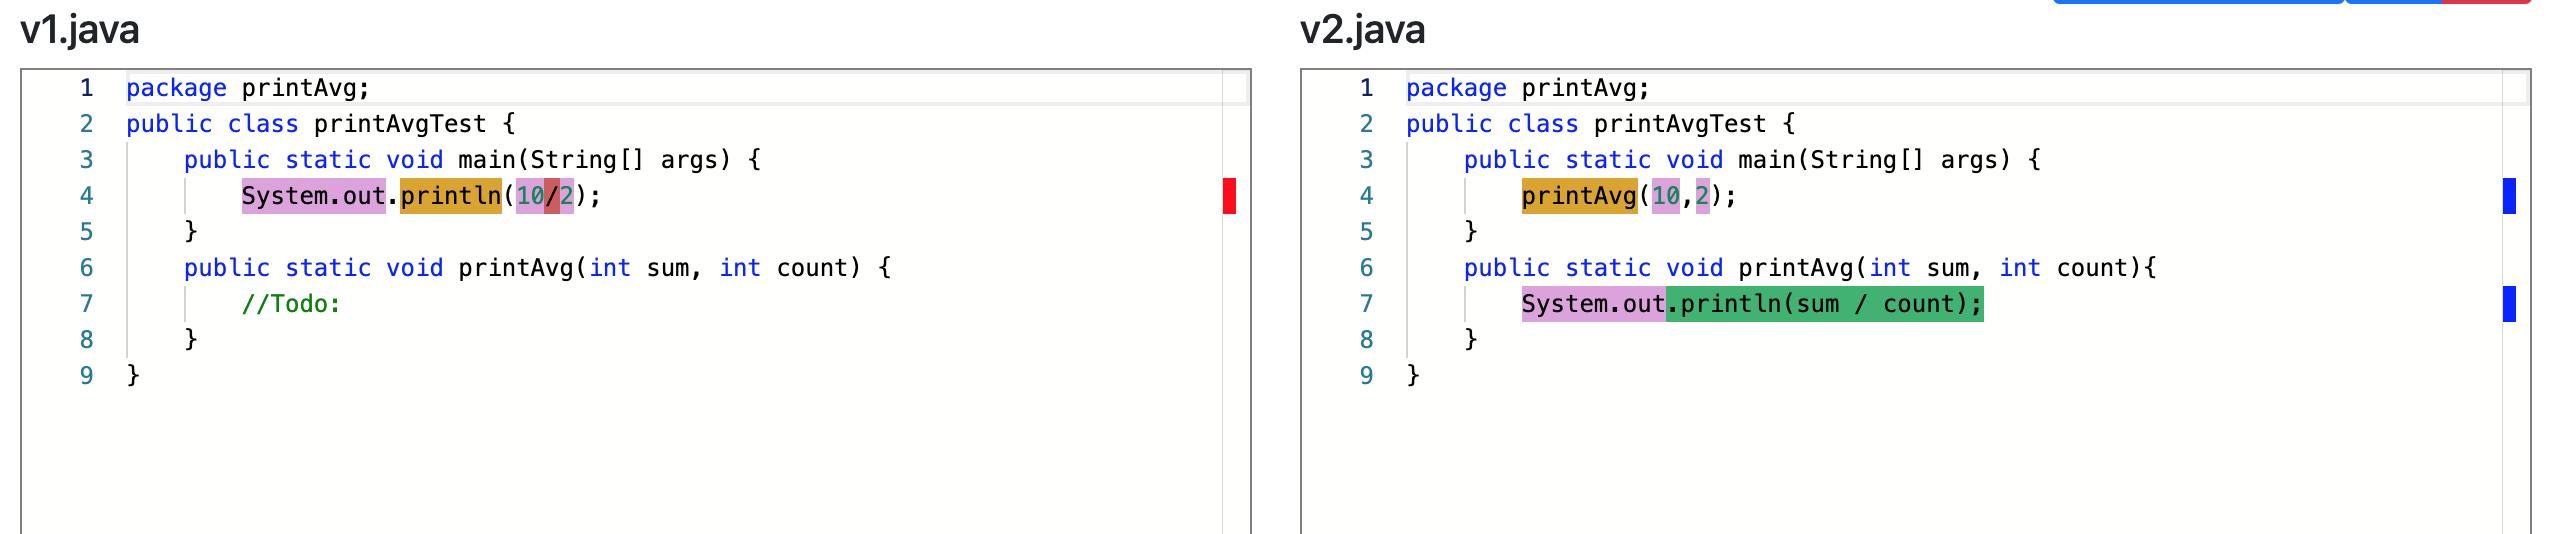 v1.java
1 package printAvg;
2 public class printAvgTest {
3     public static void main(String[] args) {
4         System.out.println(10/2);
5     }
6     public static void printAvg(int sum, int count) {
7         //Todo:
8     }
9 }
v2.java
1 package printAvg;
2 public class printAvgTest {
3     public static void main(String[] args) {
4         printAvg(10,2);
5     }
6     public static void printAvg(int sum, int count){
7         System.out.println(sum / count);
8     }
9 }